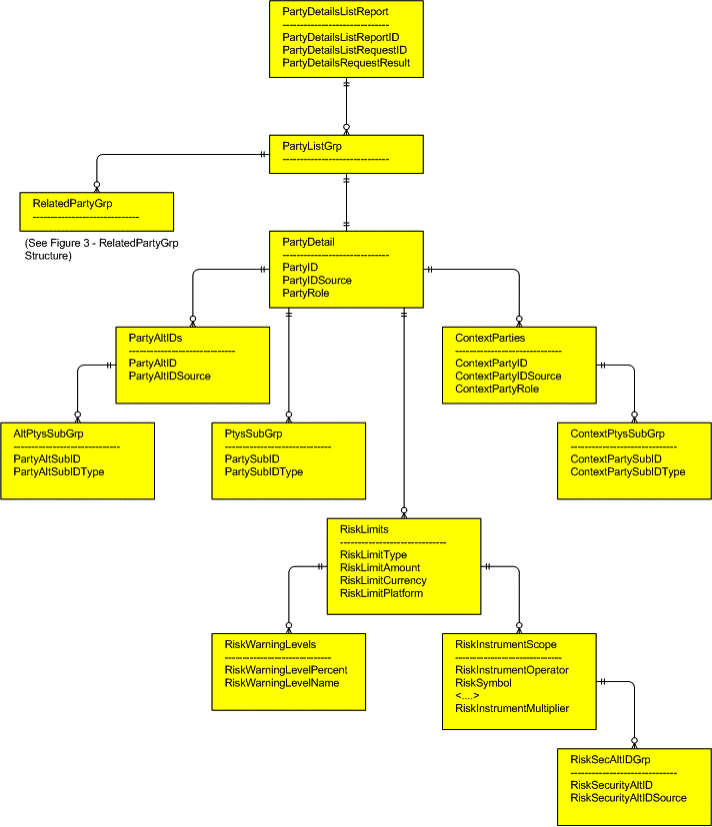 PartyDetailsListReport
------------------------------
PartyDetailsListReportID
PartyDetailsListRequestID
PartyDetailsRequestResult
PartyListGrp
------------------------------
RelatedPartyGrp
------------------------------
(See Figure 3 - RelatedPartyGrp
Structure)
PartyDetail
------------------------------
PartyID
PartyIDSource
PartyRole
PartyAltIDs
------------------------------
PartyAltID
PartyAltIDSource
ContextParties
------------------------------
ContextPartyID
ContextPartyIDSource
ContextPartyRole
AltPtysSubGrp
------------------------------
PartyAltSubID
PartyAltSubIDType
PtysSubGrp
------------------------------
PartySubID
PartySubIDType
ContextPtysSubGrp
------------------------------
ContextPartySubID
ContextPartySubIDType
RiskLimits
------------------------------
RiskLimitType
RiskLimitAmount
RiskLimitCurrency
RiskLimitPlatform
RiskWarningLevels
------------------------------
RiskWarningLevelPercent
RiskWarningLevelName
RiskInstrumentScope
------------------------------
RiskInstrumentOperator
RiskSymbol
<....>
RiskInstrumentMultiplier
RiskSecAltIDGrp
------------------------------
RiskSecurityAltID
RiskSecurityAltIDSource